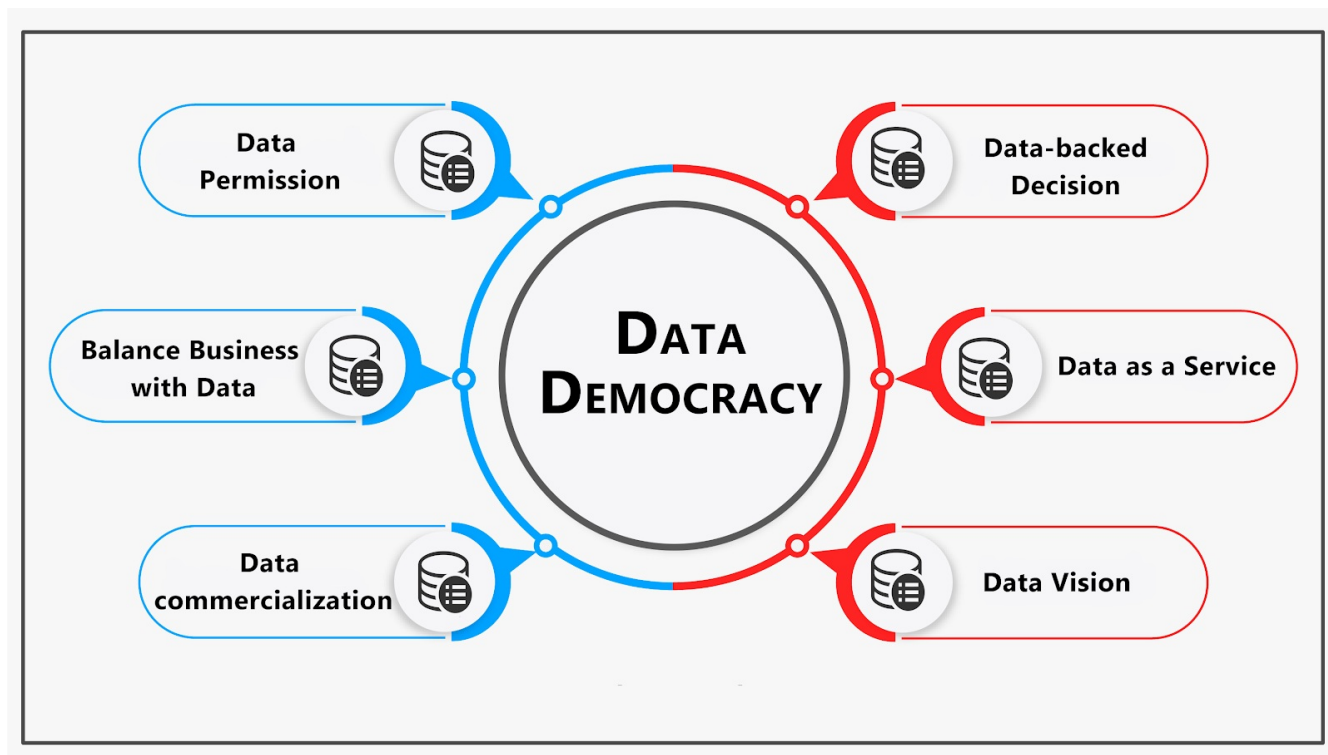 Data
Permission
Data-backed
Decision
Balance Business
with Data
DATA
DEMOCRACY
Data as a Service
Data
commercialization
Data Vision